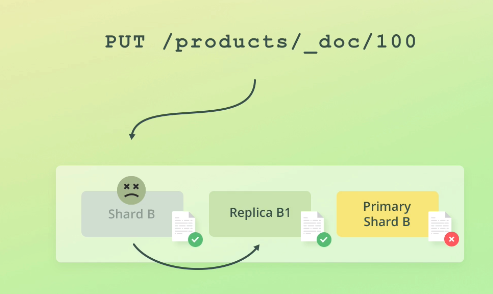 PUT /products/_doc/100
Shard B
Replica B1
Primary
Shard B